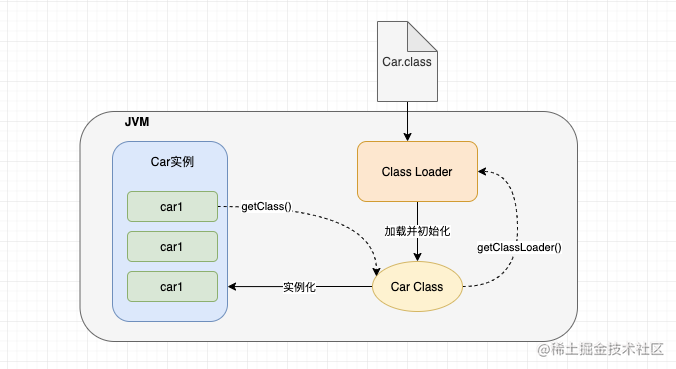 Car.class
JVM
Car实例
Class Loader
car1
getClass()
加载并初始化
car1
getClassLoader()
car1
实例化
Car Class
@稀土掘金技术社区